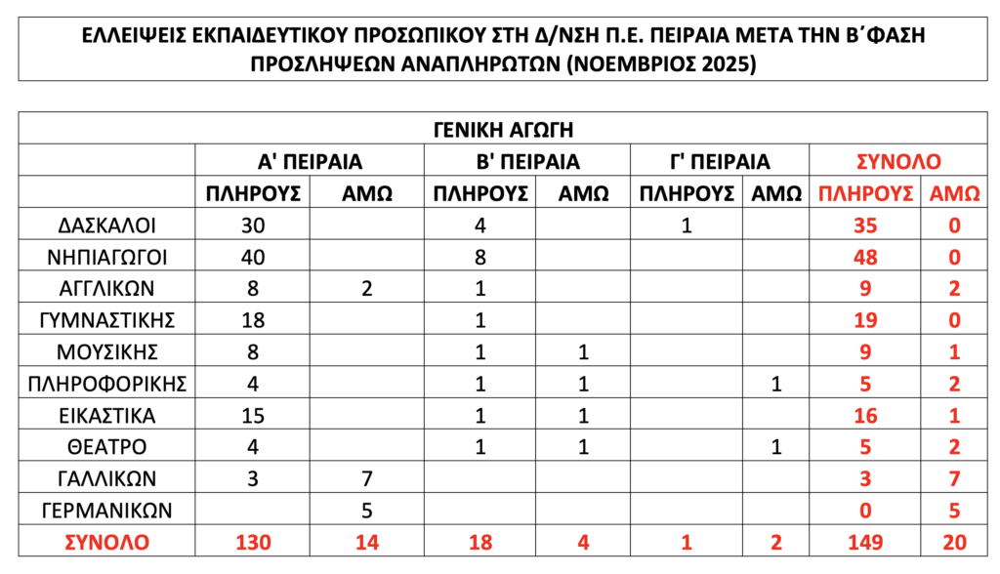 ΕΛΛΕΙΨΕΙΣ ΕΚΠΑΙΔΕΥΤΙΚΟΥ ΠΡΟΣΩΠΙΚΟΥ ΣΤΗ Δ/ΝΣΗ Π.Ε. ΠΕΙΡΑΙΑ ΜΕΤΑ ΤΗΝ Β΄ΦΑΣΗ
ΠΡΟΣΛΗΨΕΩΝ ΑΝΑΠΛΗΡΩΤΩΝ (ΝΟΕΜΒΡΙΟΣ 2025)
ΓΕΝΙΚΗ ΑΓΩΓΗ
Α' ΠΕΙΡΑΙΑ Β' ΠΕΙΡΑΙΑ Γ' ΠΕΙΡΑΙΑ ΣΥΝΟΛΟ
ΠΛΗΡΟΥΣ ΑΜΩ ΠΛΗΡΟΥΣ ΑΜΩ ΠΛΗΡΟΥΣ ΑΜΩ ΠΛΗΡΟΥΣ ΑΜΩ
ΔΑΣΚΑΛΟΙ 30 4 1 35 0
ΝΗΠΙΑΓΩΓΟΙ 40 8 48 0
ΑΓΓΛΙΚΩΝ 8 2 1 9 2
ΓΥΜΝΑΣΤΙΚΗΣ 18 1 19 0
ΜΟΥΣΙΚΗΣ 8 1 1 9 1
ΠΛΗΡΟΦΟΡΙΚΗΣ 4 1 1 1 5 2
ΕΙΚΑΣΤΙΚΑ 15 1 1 16 1
ΘΕΑΤΡΟ 4 1 1 1 5 2
ΓΑΛΛΙΚΩΝ 3 7 3 7
ΓΕΡΜΑΝΙΚΩΝ 5 0 5
ΣΥΝΟΛΟ 130 14 18 4 1 2 149 20